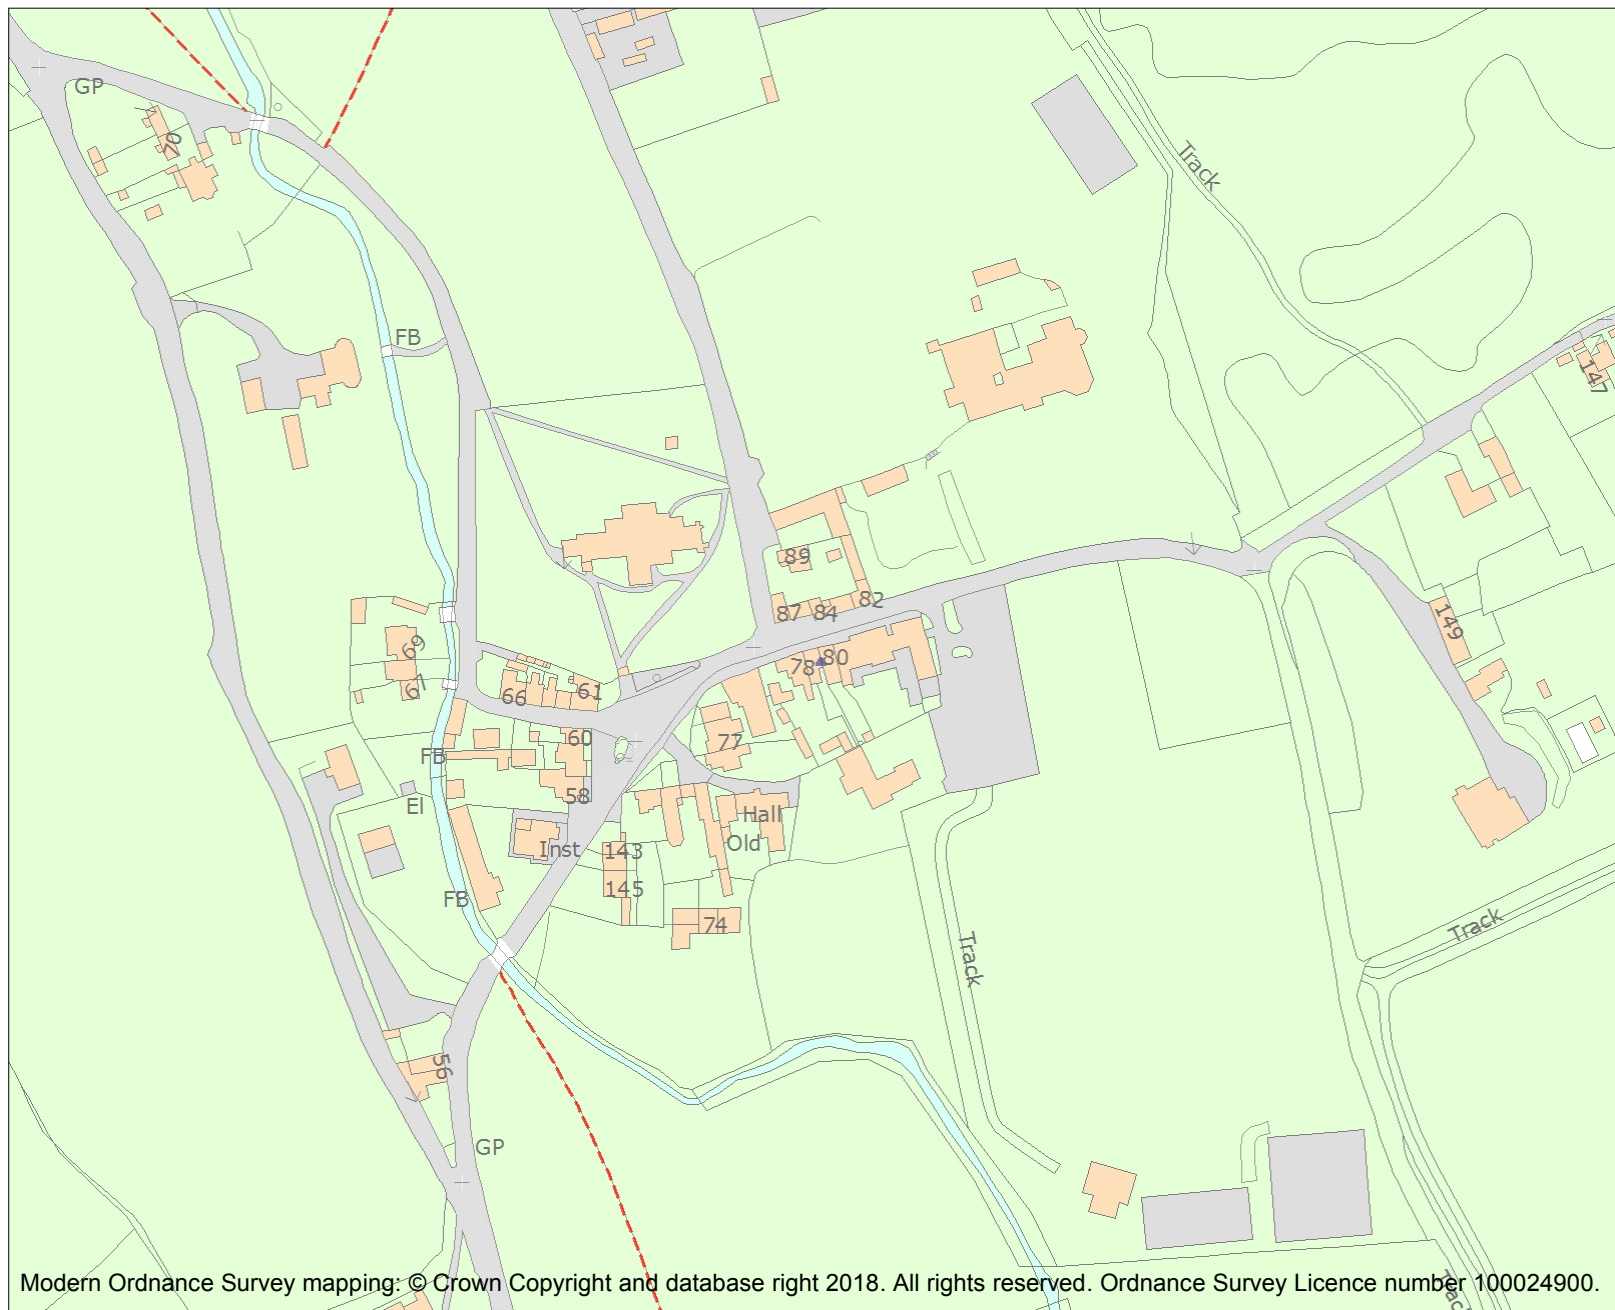 GP
70
Track
FB
147
89
87
84
82
149
69
67
66
61
78
80
77
60
FB
58
El
Hall
Old
Inst
143
145
FB
74
Track
Track
56
GP
Modern Ordnance Survey mapping: © Crown Copyright and database right 2018. All rights reserved. Ordnance Survey Licence number 100024900.